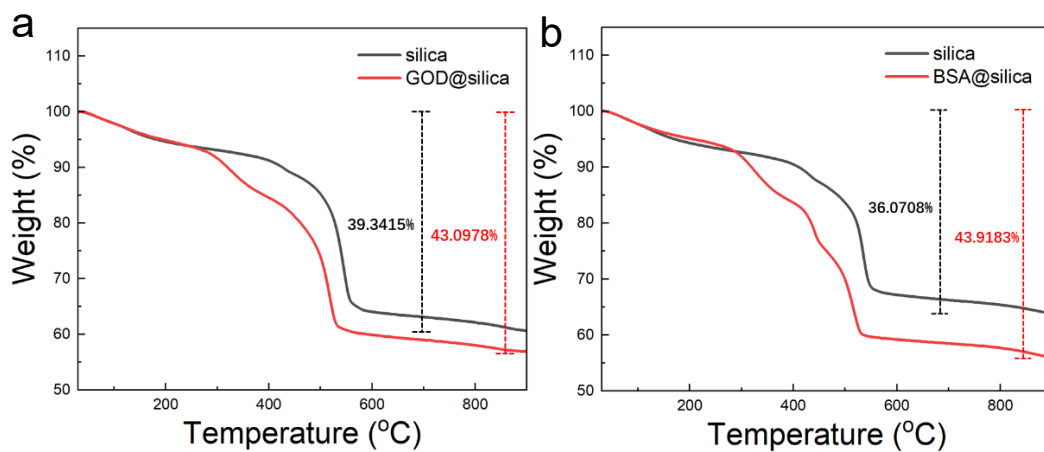 a
silica
GOD@silica
110
100
90
80
70
60
50
39.3415%
43.0978%
200
400
600
800
Weight (%)
Temperature (°C)
b
silica
BSA@silica
110
100
90
80
70
60
50
36.0708%
43.9183%
200
400
600
800
Weight (%)
Temperature (°C)